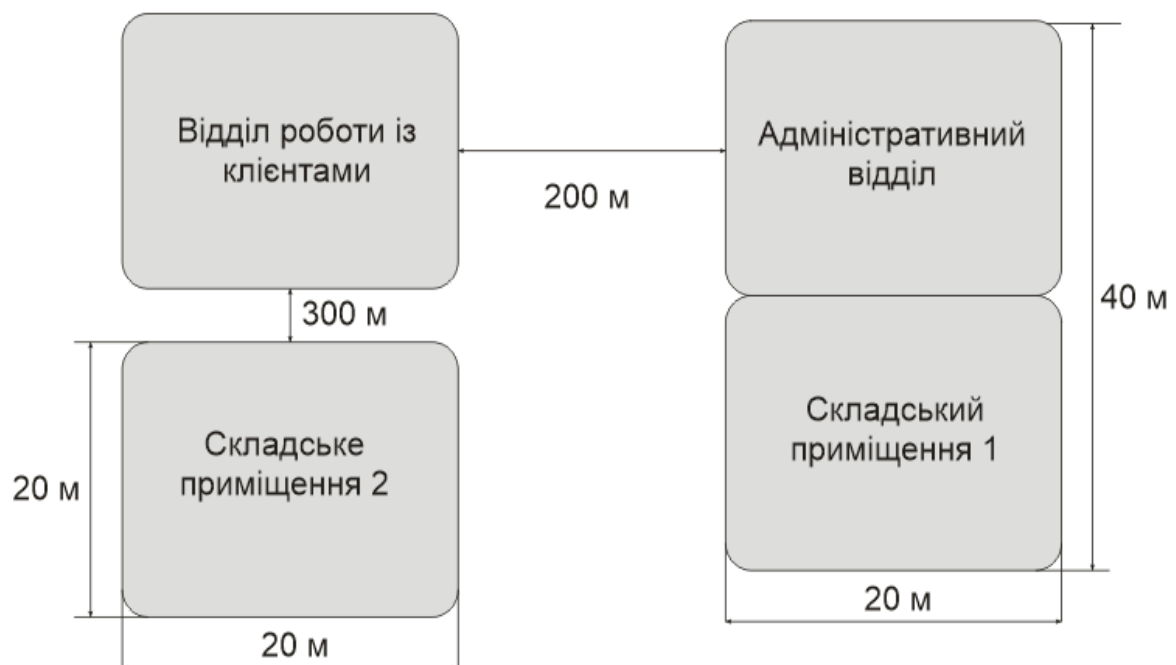 Відділ роботи із
клієнтами
Адміністративний
відділ
200 м
300 м
40 м
Складське
приміщення 2
Складський
приміщення 1
20 м
20 м
20 м